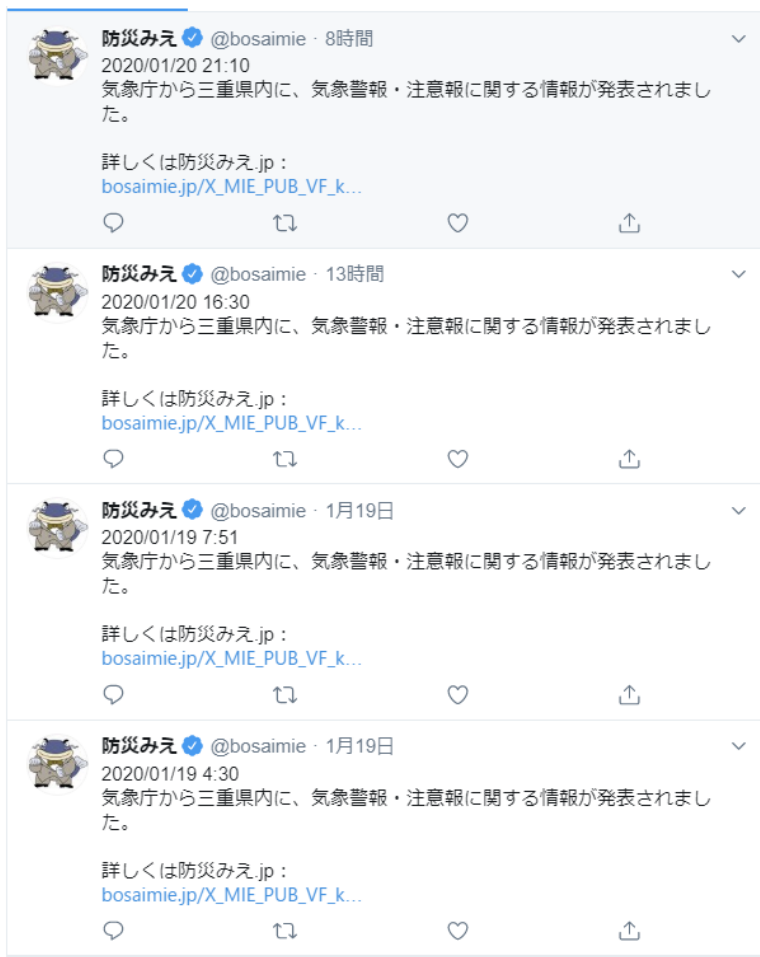 防災みえ @bosaimie · 8時間
2020/01/20 21:10
気象庁から三重県内に、気象警報・注意報に関する情報が発表されまし
た。
詳しくは防災みえ.jp：
bosaimie.jp/X_MIE_PUB_VF_k…
防災みえ @bosaimie · 13時間
2020/01/20 16:30
気象庁から三重県内に、気象警報・注意報に関する情報が発表されまし
た。
詳しくは防災みえ.jp：
bosaimie.jp/X_MIE_PUB_VF_k…
防災みえ @bosaimie · 1月19日
2020/01/19 7:51
気象庁から三重県内に、気象警報・注意報に関する情報が発表されまし
た。
詳しくは防災みえ.jp：
bosaimie.jp/X_MIE_PUB_VF_k…
防災みえ @bosaimie · 1月19日
2020/01/19 4:30
気象庁から三重県内に、気象警報・注意報に関する情報が発表されまし
た。
詳しくは防災みえ.jp：
bosaimie.jp/X_MIE_PUB_VF_k…